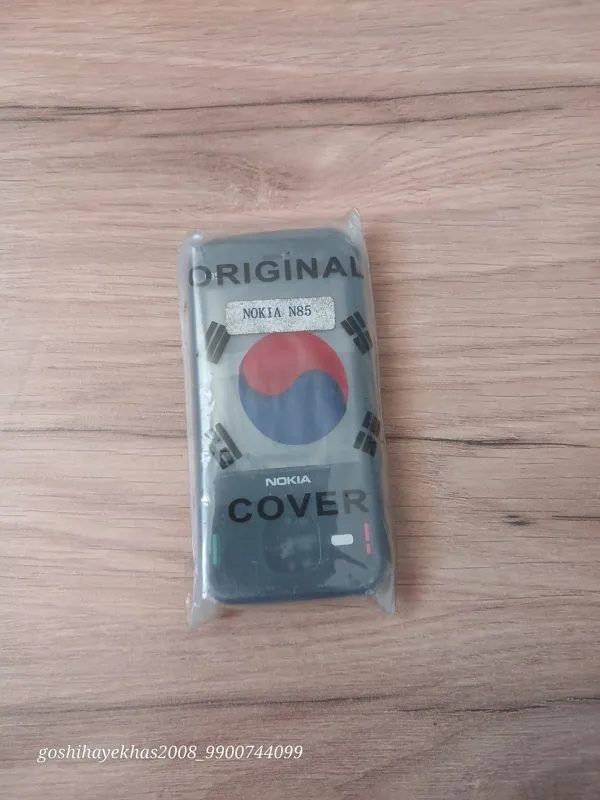 ORIGINAL
NOKIA N85
NOKIA
COVER
goshihayekhas2008_9900744099